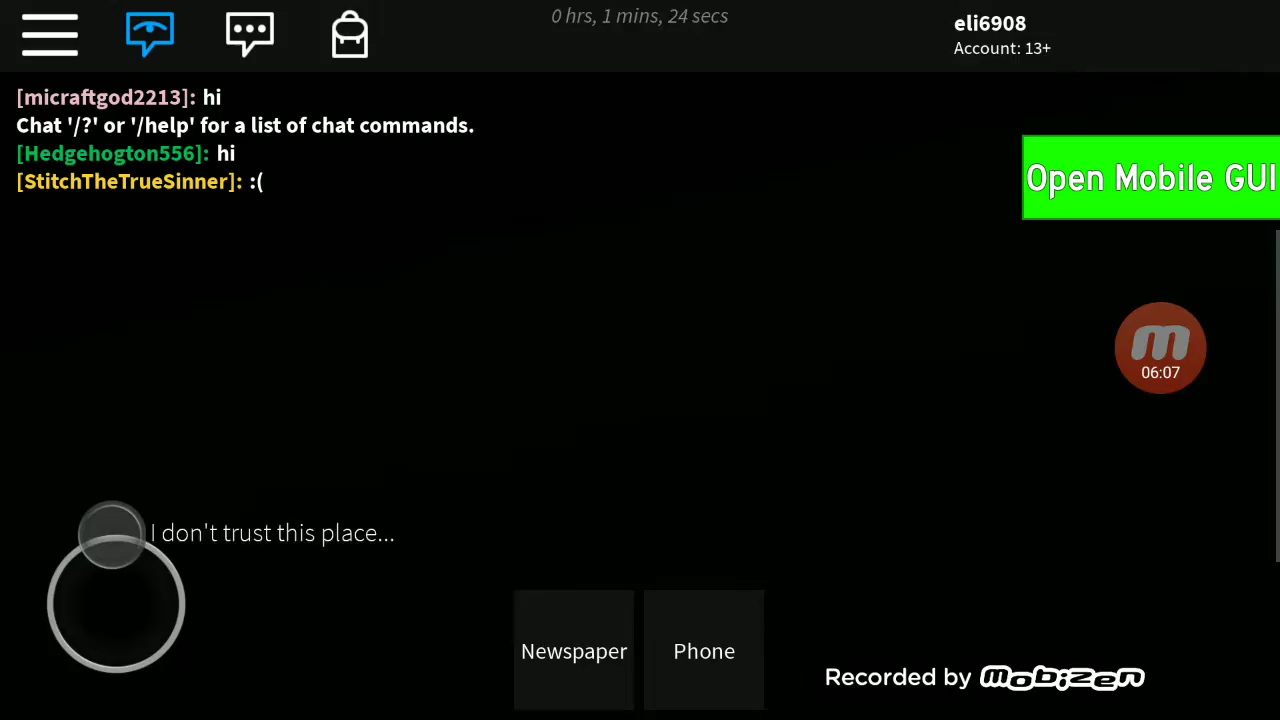 0 hrs, 1 mins, 24 secs
eli6908
Account: 13+
[micraftgod2213]: hi
Chat '/?' or '/help' for a list of chat commands.
[Hedgehogton556]: hi
[StitchTheTrueSinner]: :(
Open Mobile GUI
m
06:07
I don't trust this place...
Newspaper
Phone
Recorded by mobizen